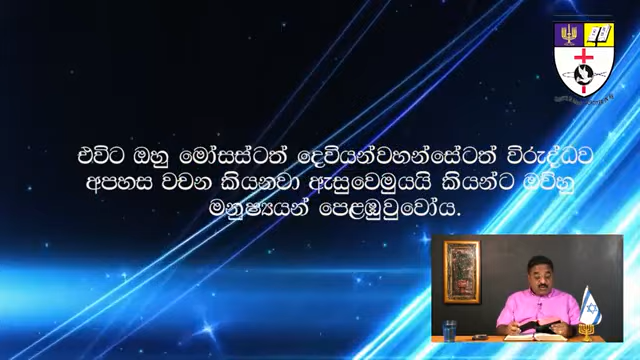 එවිට ඔහු මෝසස්ටත් දෙවියන්වහන්සේටත් විරුද්ධව
අපහස වචන කියනවා ඇසුවෙමුයයි කියන්ට ඔව්හු
මනුෂ්‍යයන් පෙළඹුවුවෝය.